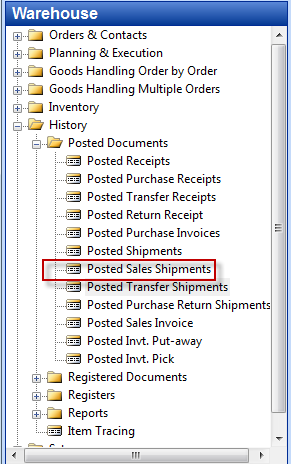 Warehouse
Orders & Contacts
Planning & Execution
Goods Handling Order by Order
Goods Handling Multiple Orders
Inventory
History
Posted Documents
Posted Receipts
Posted Purchase Receipts
Posted Transfer Receipts
Posted Return Receipt
Posted Purchase Invoices
Posted Shipments
Posted Sales Shipments
Posted Transfer Shipments
Posted Purchase Return Shipments
Posted Sales Invoice
Posted Invt. Put-away
Posted Invt. Pick
Registered Documents
Registers
Reports
Item Tracing